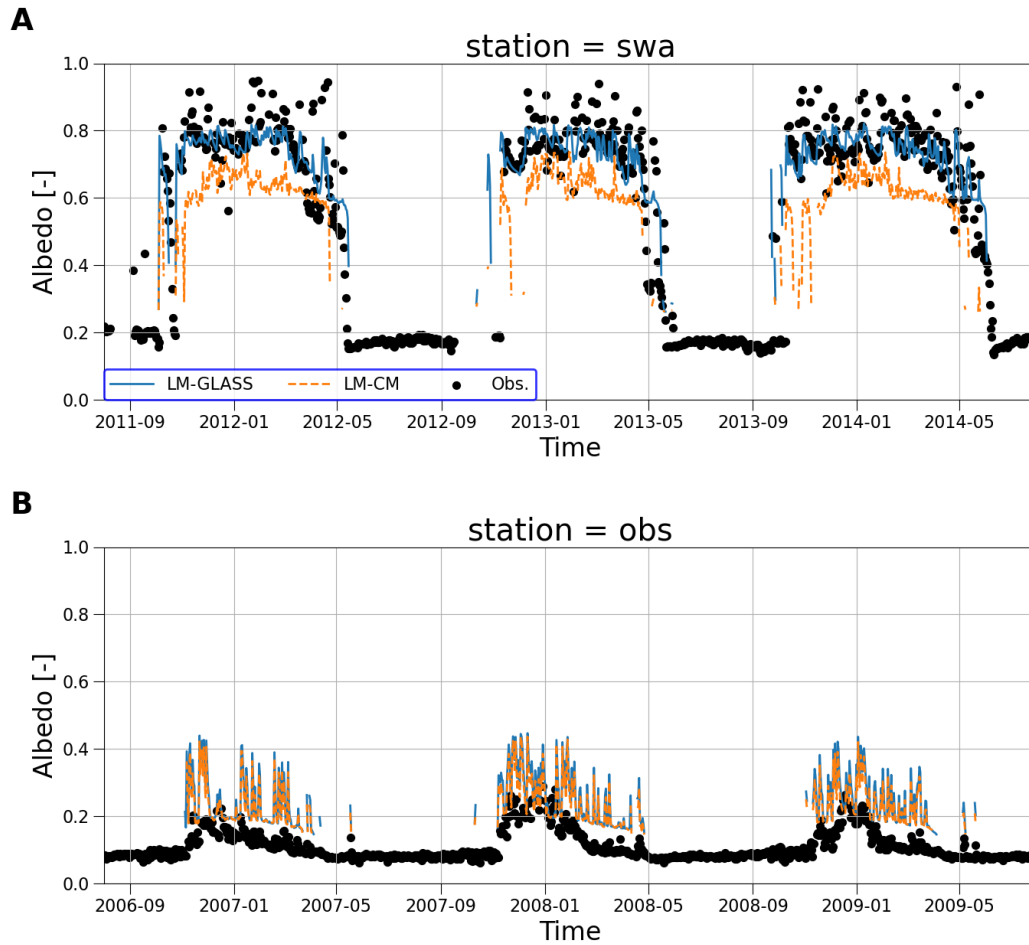 A
station = swa
Albedo [-]
1.0
0.8
0.6
0.4
0.2
0.0
LM-GLASS LM-CM Obs.
2011-09 2012-01 2012-05 2012-09 2013-01 2013-05 2013-09 2014-01 2014-05
Time
B
station = obs
Albedo [-]
1.0
0.8
0.6
0.4
0.2
0.0
2006-09 2007-01 2007-05 2007-09 2008-01 2008-05 2008-09 2009-01 2009-05
Time